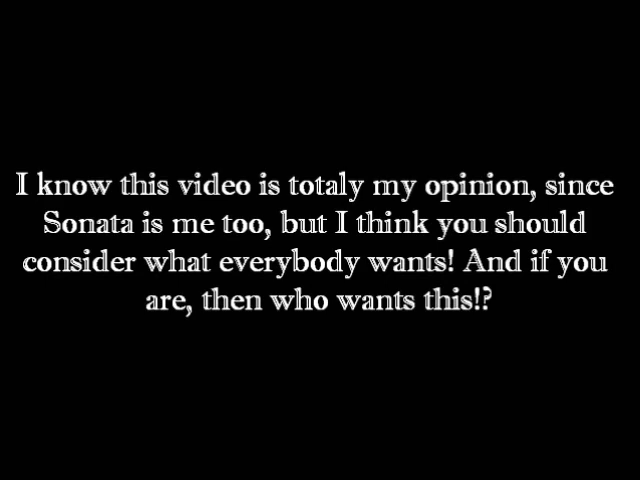 I know this video is totaly my opinion, since
Sonata is me too, but I think you should
consider what everybody wants! And if you
are, then who wants this!?